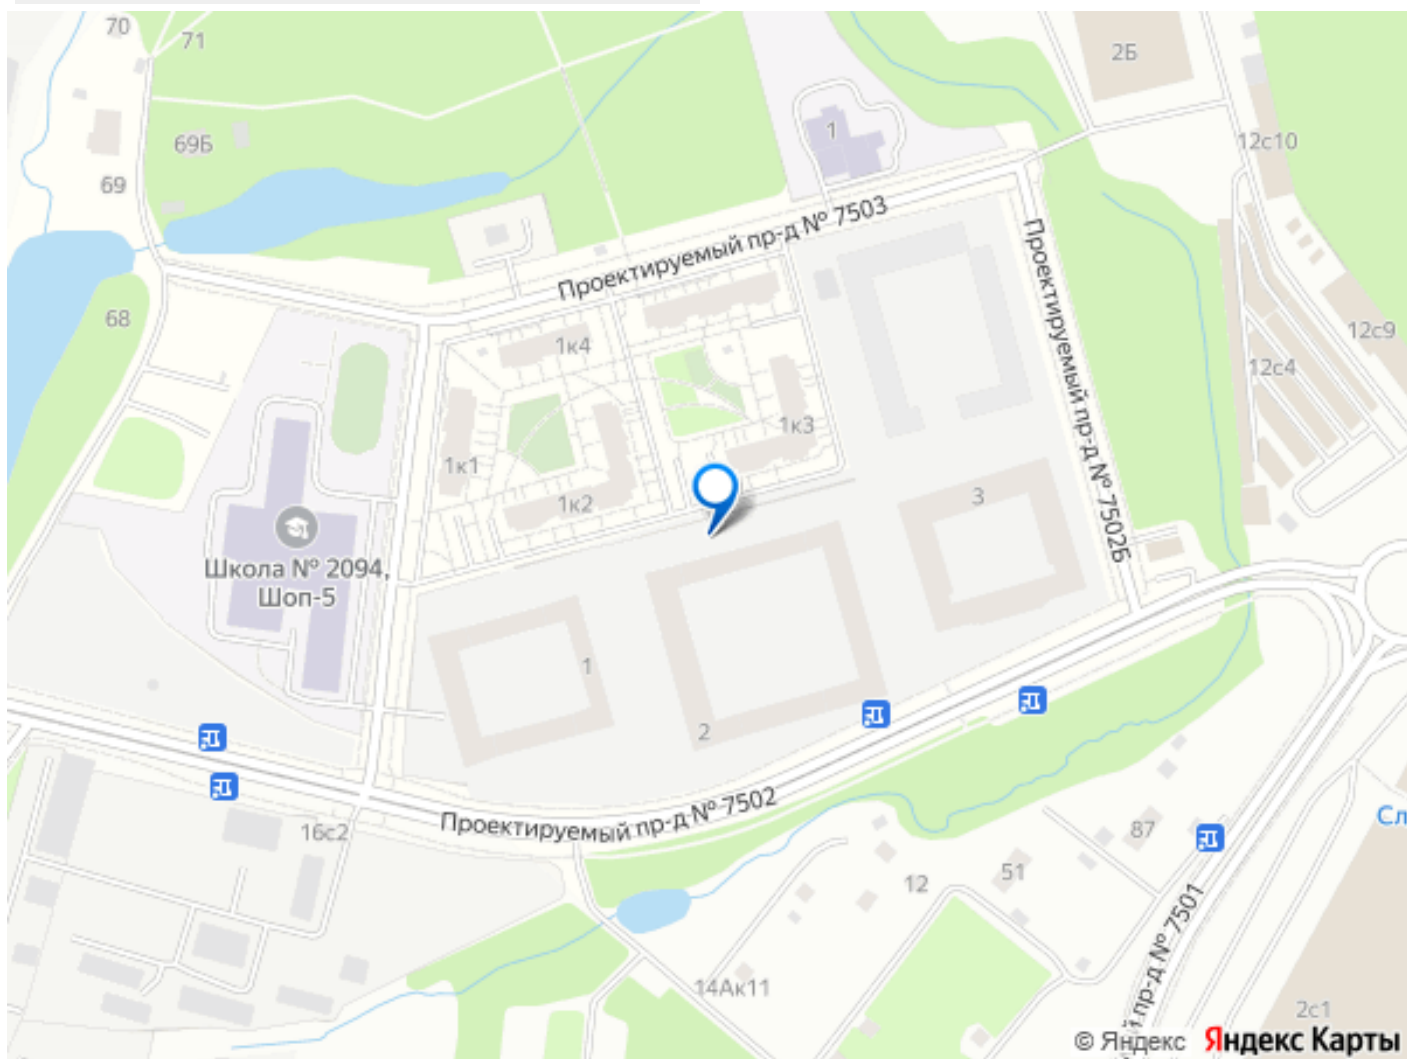 70
71
2Б
69Б
1
12с10
69
Проектируемый пр-д № 7503
68
12с9
1к4
12с4
Проектируемый пр-д № 7502Б
1к3
1к1
1к2
3
Школа № 2094,
Шоп-5
1
2
Проектируемый пр-д № 7502
16с2
87
Сл
51
12
14Ак11
й пр-д № 7501
2с1
© Яндекс Яндекс Карты